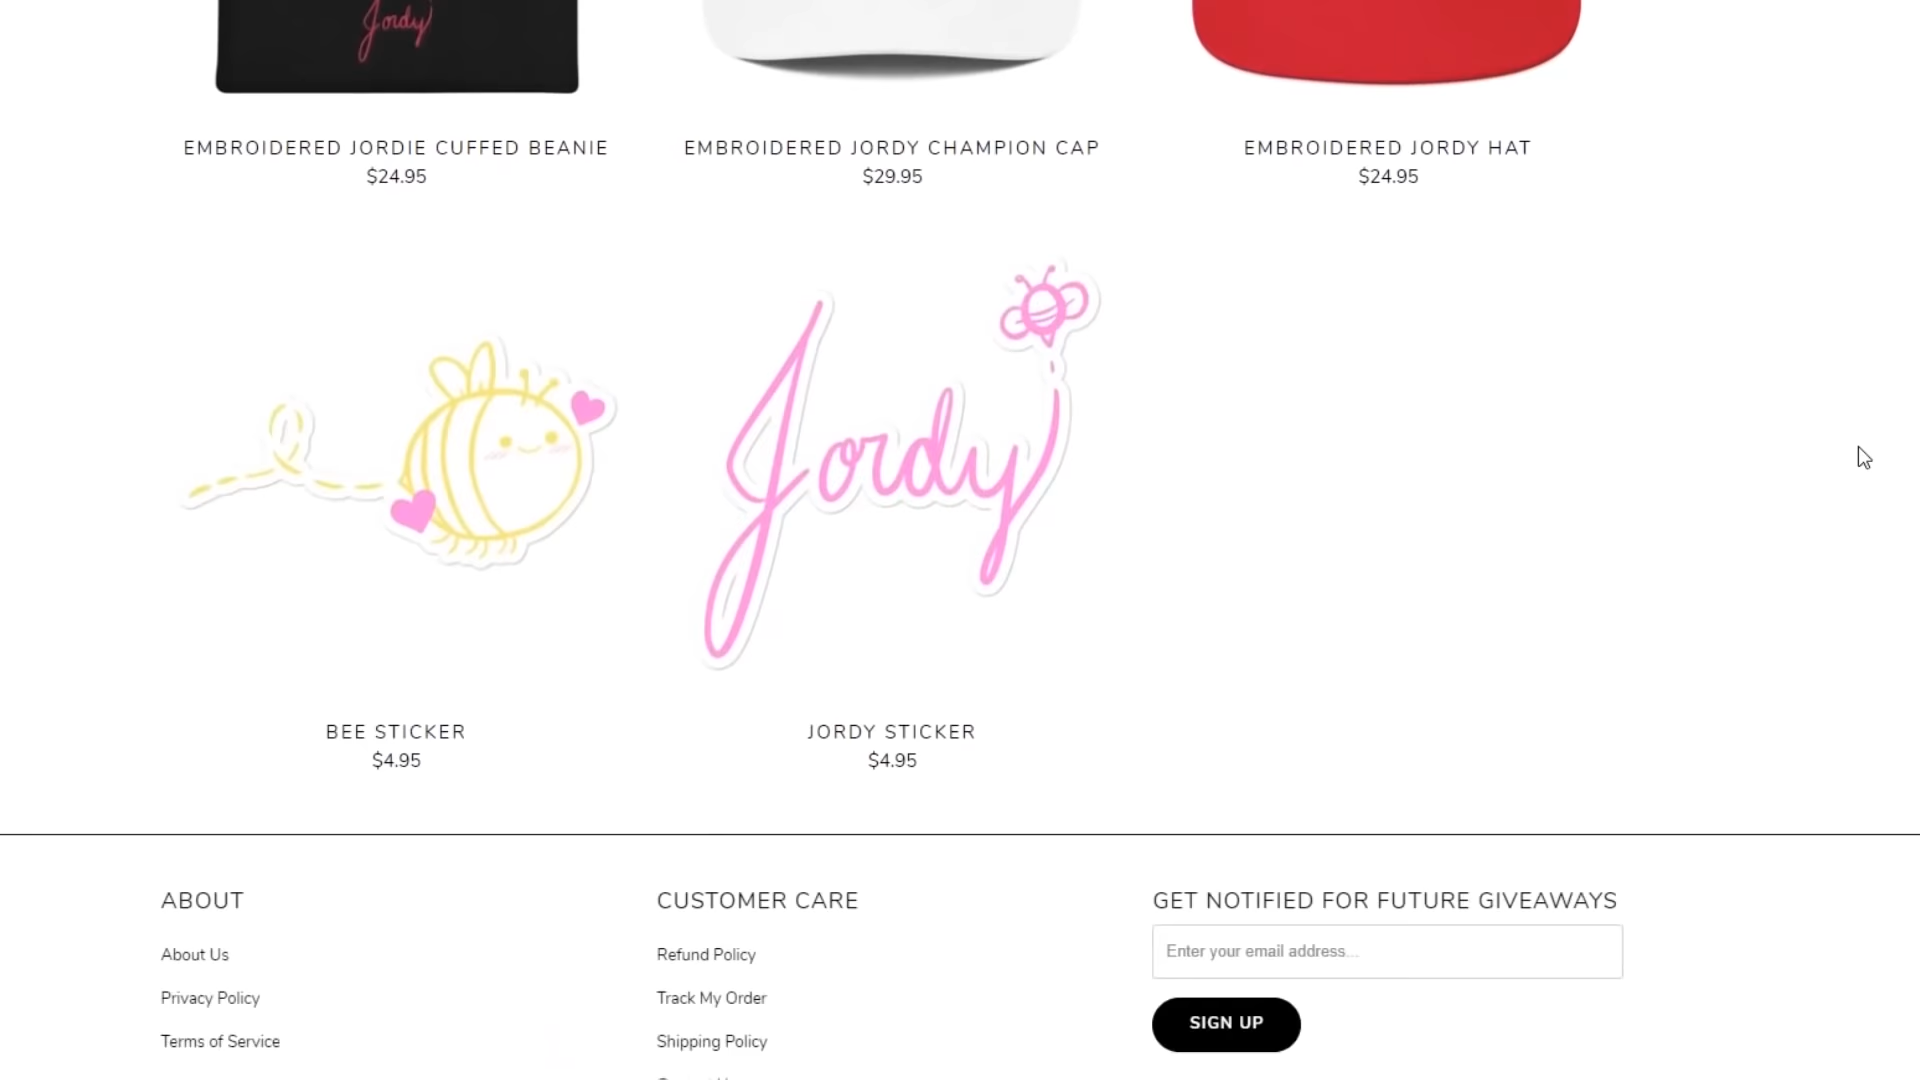 Jordy
EMBROIDERED JORDIE CUFFED BEANIE
$24.95
EMBROIDERED JORDY CHAMPION CAP
$29.95
EMBROIDERED JORDY HAT
$24.95
Jordy
BEE STICKER
$4.95
JORDY STICKER
$4.95
ABOUT
About Us
Privacy Policy
Terms of Service
CUSTOMER CARE
Refund Policy
Track My Order
Shipping Policy
GET NOTIFIED FOR FUTURE GIVEAWAYS
Enter your email address...
SIGN UP